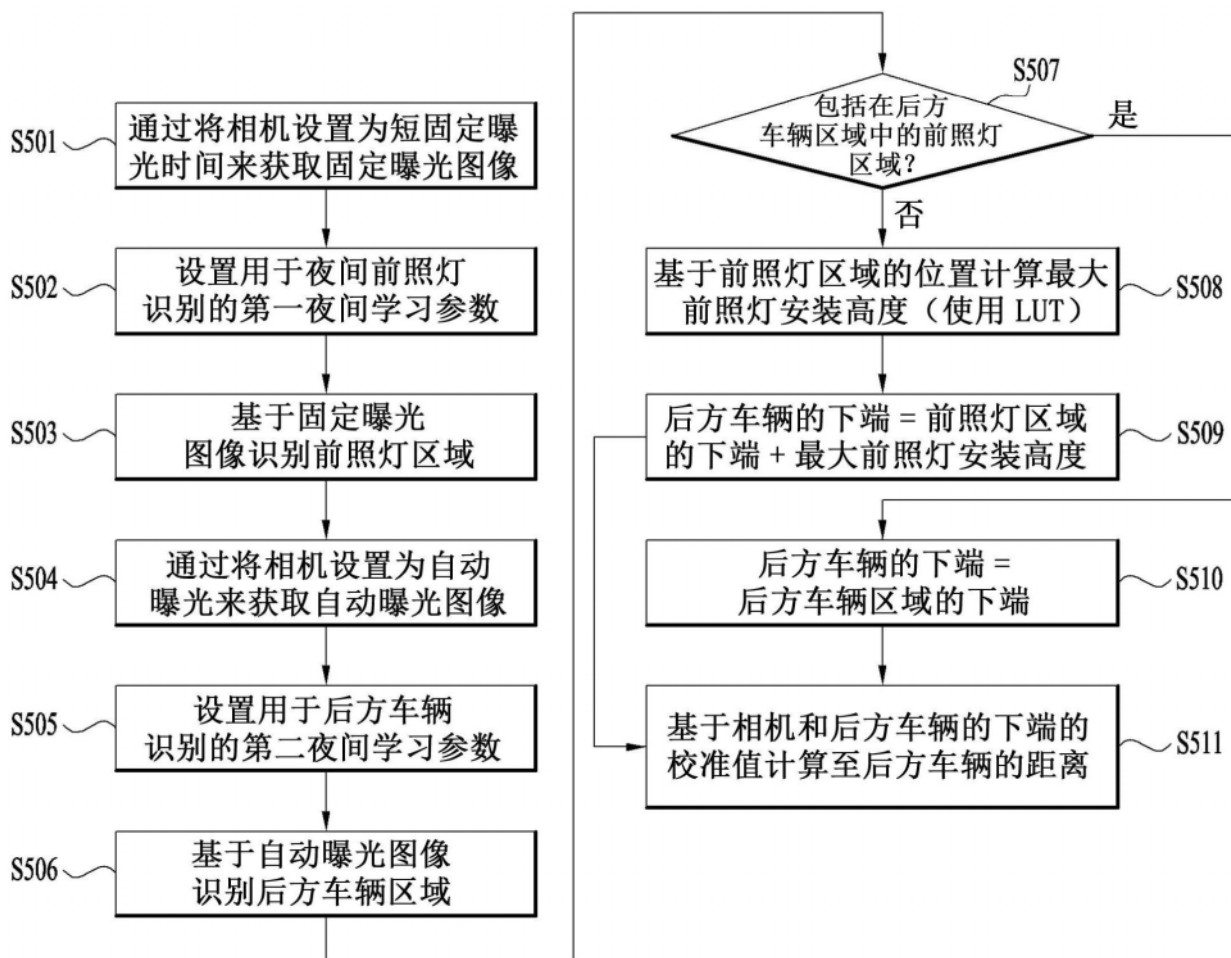 S501
通过将相机设置为短固定曝
光时间来获取固定曝光图像
S502
设置用于夜间前照灯
识别的第一夜间学习参数
S503
基于固定曝光
图像识别前照灯区域
S504
通过将相机设置为自动
曝光来获取自动曝光图像
S505
设置用于后方车辆
识别的第二夜间学习参数
S506
基于自动曝光图像
识别后方车辆区域
S507
包括在后方
车辆区域中的前照灯
区域？
是
否
基于前照灯区域的位置计算最大
前照灯安装高度（使用 LUT）
S508
后方车辆的下端 = 前照灯区域
的下端 + 最大前照灯安装高度
S509
后方车辆的下端 =
后方车辆区域的下端
S510
基于相机和后方车辆的下端的
校准值计算至后方车辆的距离
S511